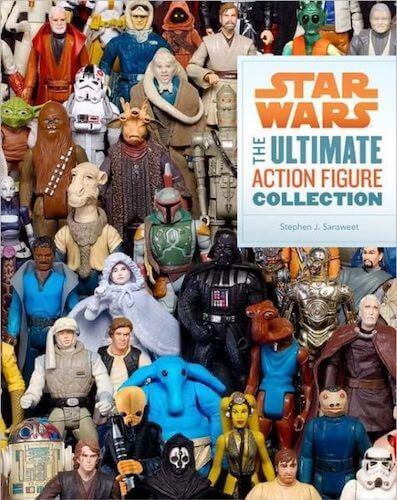 STAR
WARS
THE ULTIMATE
ACTION FIGURE
COLLECTION
Stephen J. Sansweet